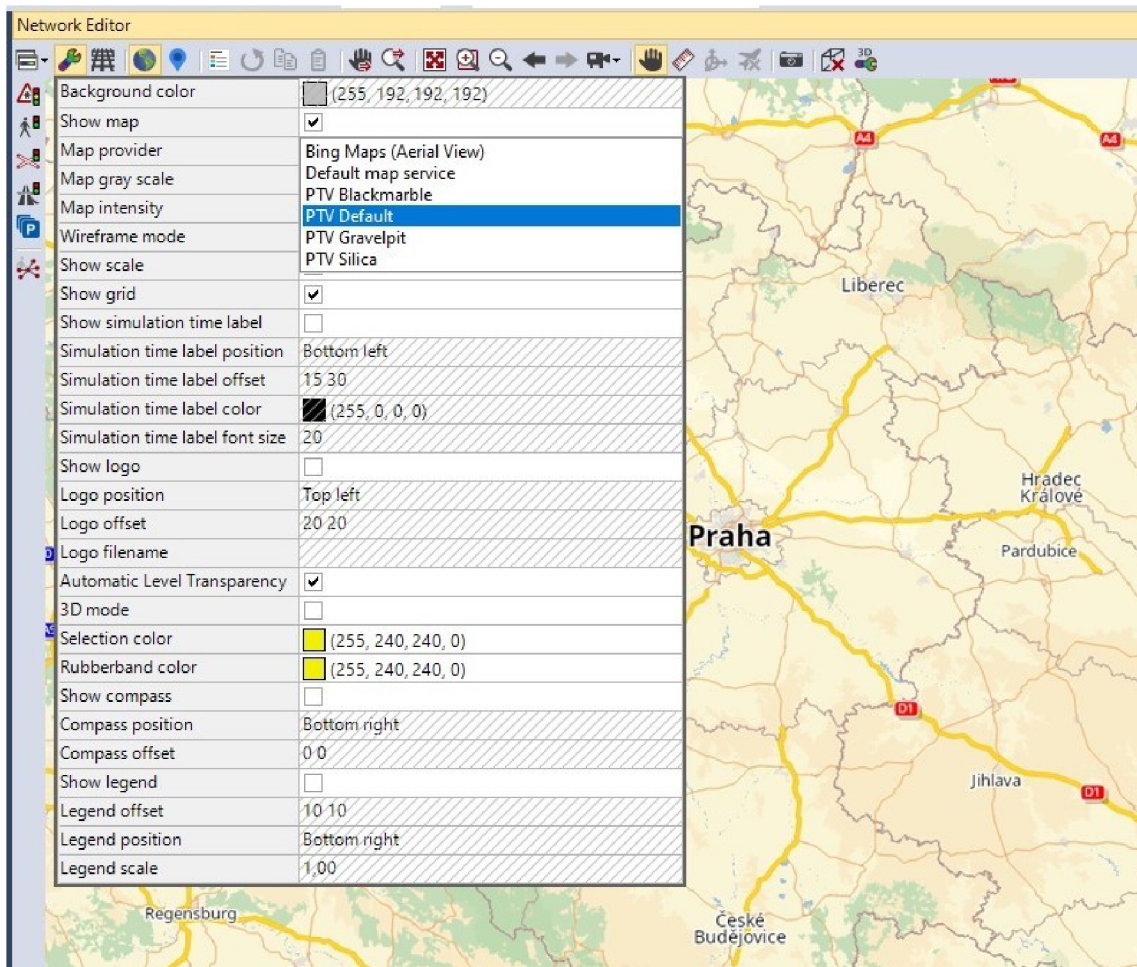 Network Editor
3D
Background color (255, 192, 192, 192)
Show map
Map provider
Bing Maps (Aerial View)
Default map service
PTV Blackmarble
PTV Default
PTV Gravelpit
PTV Silica
Map gray scale
Map intensity
Wireframe mode
Show scale
Show grid
Show simulation time label
Simulation time label position Bottom left
Simulation time label offset 15 30
Simulation time label color (255, 0, 0, 0)
Simulation time label font size 20
Show logo
Logo position Top left
Logo offset 20 20
Logo filename
Automatic Level Transparency
3D mode
Selection color (255, 240, 240, 0)
Rubberband color (255, 240, 240, 0)
Show compass
Compass position Bottom right
Compass offset 0 0
Show legend
Legend offset 10 10
Legend position Bottom right
Legend scale 1,00
P
A4
A4
Liberec
Hradec
Králové
Praha
Pardubice
D1
Jihlava
D1
Regensburg
České
Budějovice